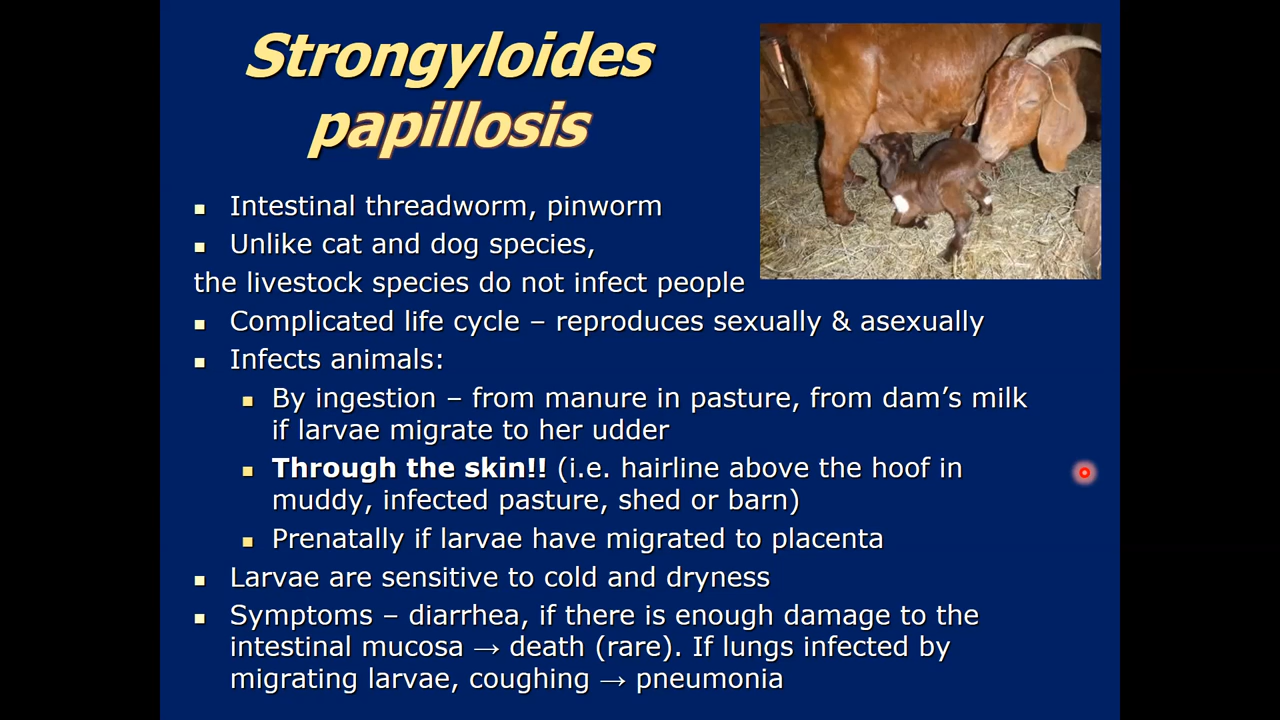 Strongyloides
papillosis
▪ Intestinal threadworm, pinworm
▪ Unlike cat and dog species,
the livestock species do not infect people
▪ Complicated life cycle – reproduces sexually & asexually
▪ Infects animals:
▪ By ingestion – from manure in pasture, from dam’s milk
if larvae migrate to her udder
▪ Through the skin!! (i.e. hairline above the hoof in
muddy, infected pasture, shed or barn)
▪ Prenatally if larvae have migrated to placenta
▪ Larvae are sensitive to cold and dryness
▪ Symptoms – diarrhea, if there is enough damage to the
intestinal mucosa → death (rare). If lungs infected by
migrating larvae, coughing → pneumonia